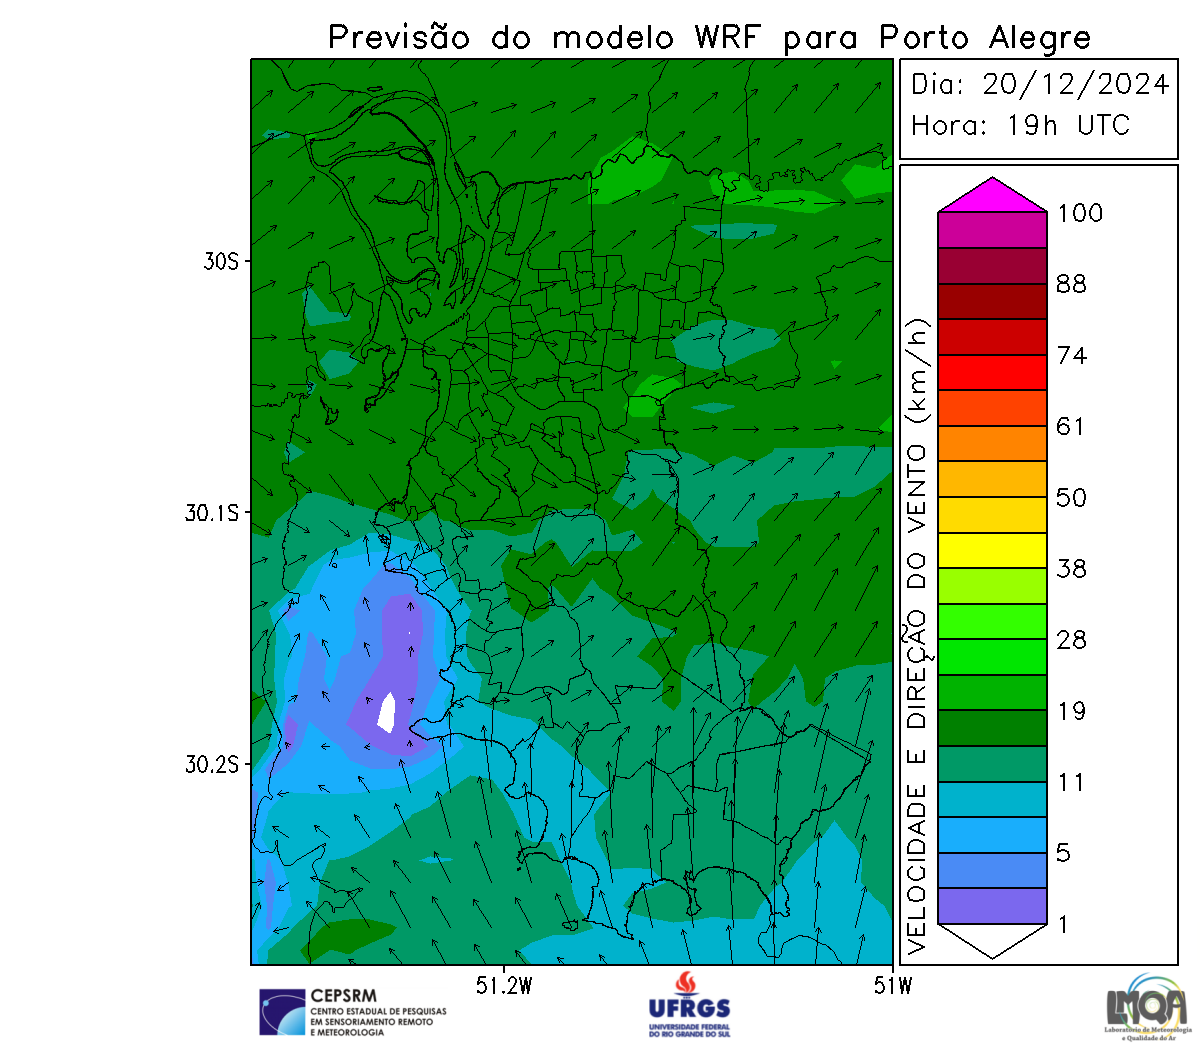 Previsão do modelo WRF para Porto Alegre
Dia: 20/12/2024
Hora: 19h UTC
30S
30.1S
30.2S
51.2W
51W
VELOCIDADE E DIREÇÃO DO VENTO (km/h)
100
88
74
61
50
38
28
19
11
5
1
CEPSRM
CENTRO ESTADUAL DE PESQUISAS
EM SENSORIAMENTO REMOTO
E METEOROLOGIA
UFRGS
UNIVERSIDADE FEDERAL
DO RIO GRANDE DO SUL
LMQA
Laboratório de Meteorologia
e Qualidade do Ar